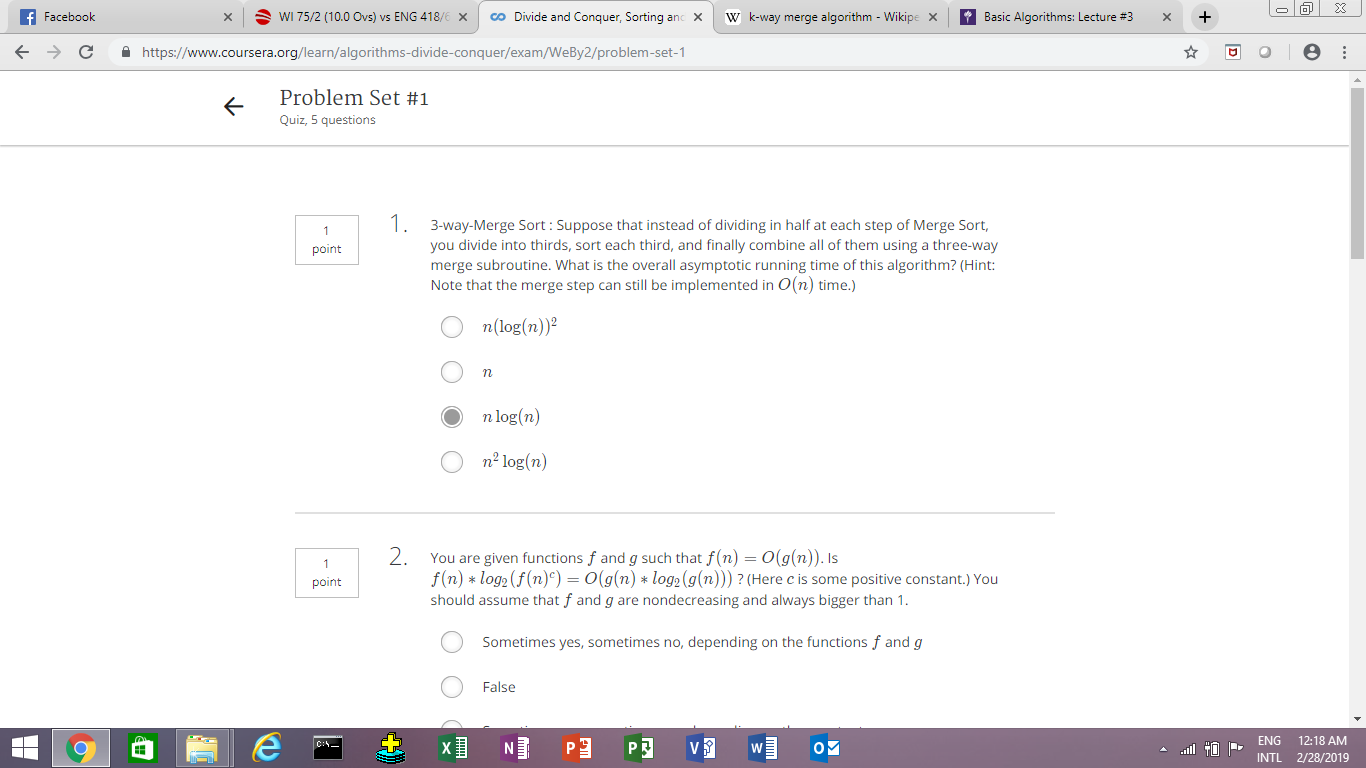 Facebook
WI 75/2 (10.0 Ovs) vs ENG 418/6
Divide and Conquer, Sorting and
k-way merge algorithm - Wikipe
Basic Algorithms: Lecture #3
https://www.coursera.org/learn/algorithms-divide-conquer/exam/WeBy2/problem-set-1
Problem Set #1
Quiz, 5 questions
1
point
1.
3-way-Merge Sort : Suppose that instead of dividing in half at each step of Merge Sort,
you divide into thirds, sort each third, and finally combine all of them using a three-way
merge subroutine. What is the overall asymptotic running time of this algorithm? (Hint:
Note that the merge step can still be implemented in O(n) time.)
n(log(n))²
n
n log(n)
n² log(n)
1
point
2.
You are given functions f and g such that f(n) = O(g(n)). Is
f(n) ∗ log₂(f(n)ᶜ) = O(g(n) ∗ log₂(g(n))) ? (Here c is some positive constant.) You
should assume that f and g are nondecreasing and always bigger than 1.
Sometimes yes, sometimes no, depending on the functions f and g
False
ENG 12:18 AM
INTL 2/28/2019